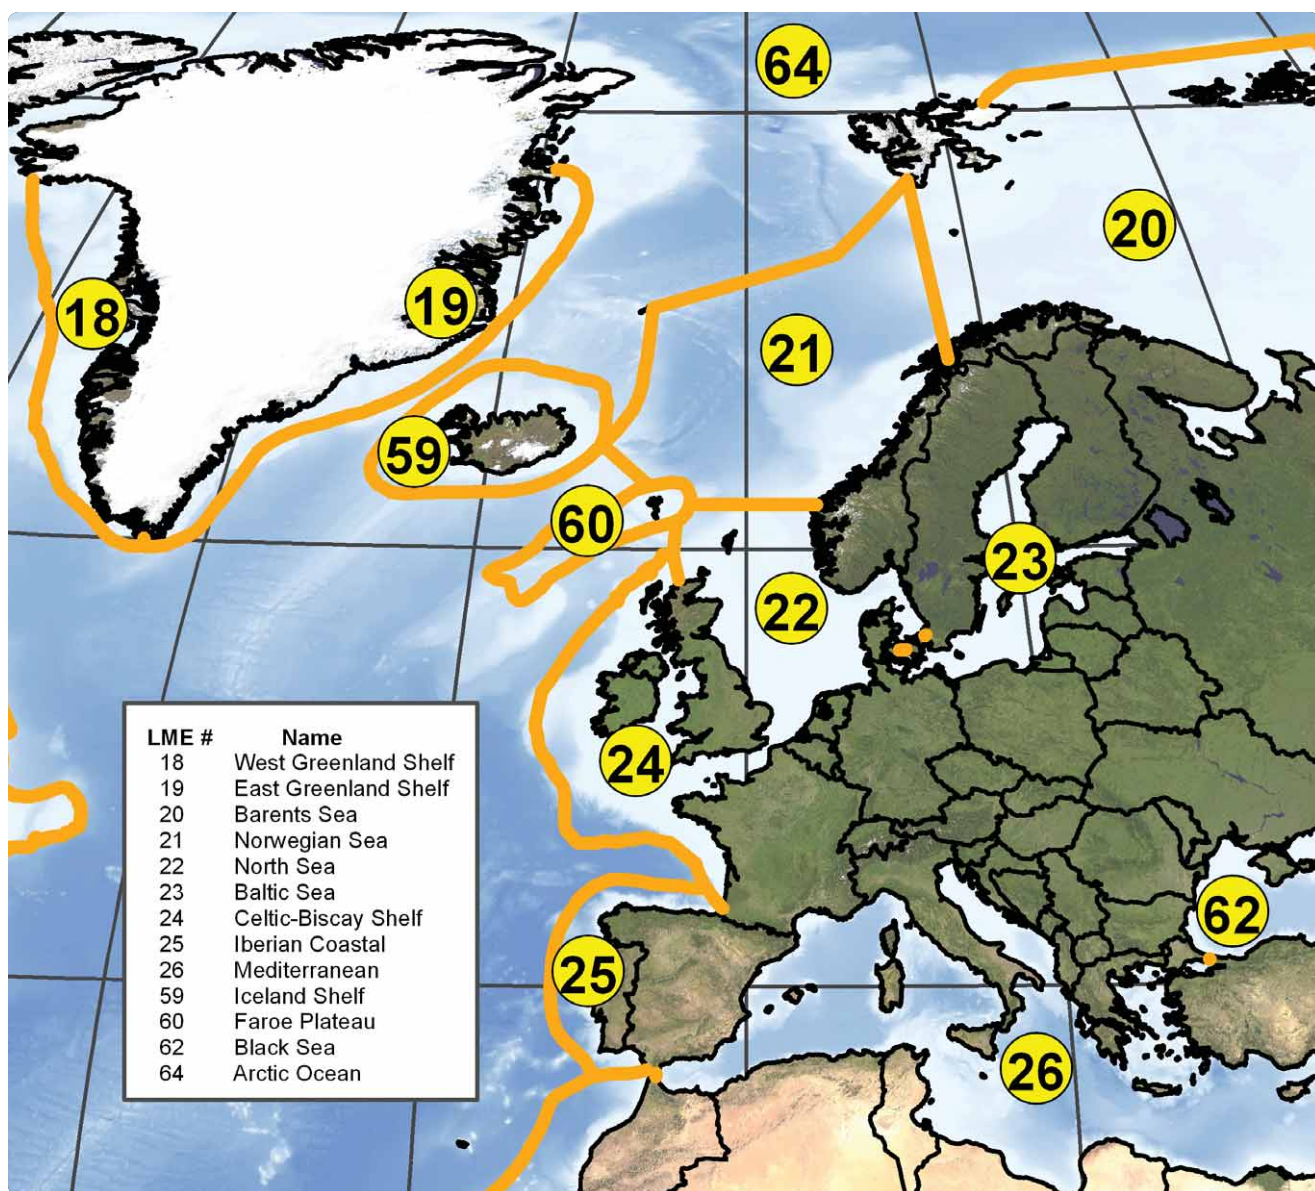 64
20
18
19
21
59
60
23
22
24
62
25
26
LME # Name
18 West Greenland Shelf
19 East Greenland Shelf
20 Barents Sea
21 Norwegian Sea
22 North Sea
23 Baltic Sea
24 Celtic-Biscay Shelf
25 Iberian Coastal
26 Mediterranean
59 Iceland Shelf
60 Faroe Plateau
62 Black Sea
64 Arctic Ocean